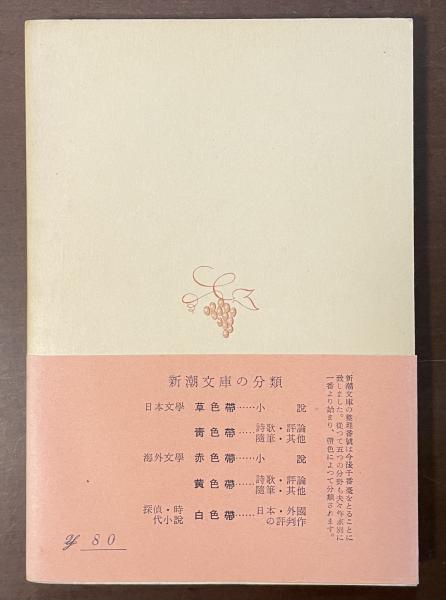 新潮文庫の分類
日本文學 草色帶……小說
靑色帶……詩歌・評論
隨筆・其他
海外文學 赤色帶……小說
黃色帶……詩歌・評論
隨筆・其他
探偵・時代小說 白色帶……日本・外國の評判作
新潮文庫の整理番號は今後千番臺をとることに
致しました。從つて五つの分野も夫々作家別に
一番より始まり、帶色によつて分類されます。
¥ 80